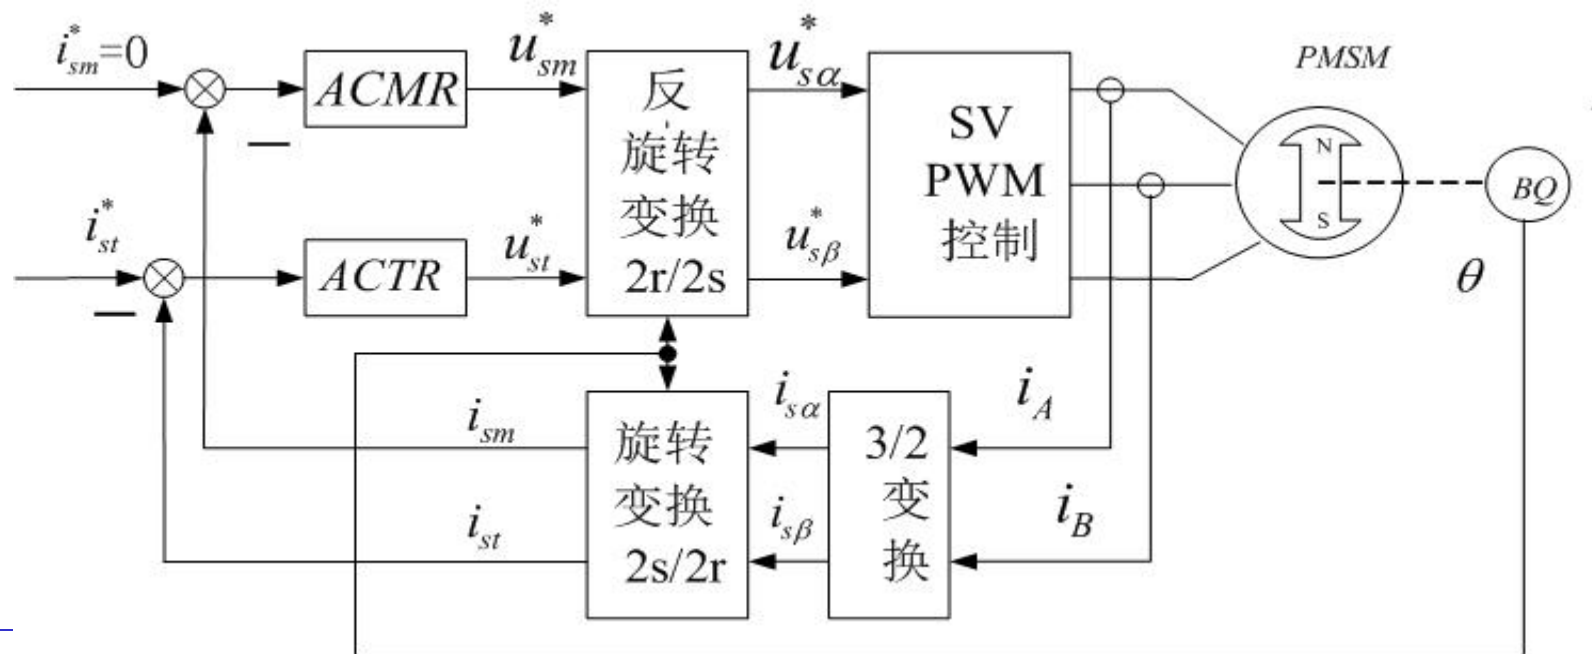 i*sm=0
ACMR
u*sm
反
旋转
变换
2r/2s
u*sα
SV
PWM
控制
PMSM
N
S
BQ
i*st
ACTR
u*st
u*sβ
θ
ism
ist
旋转
变换
2s/2r
isα
isβ
3/2
变
换
iA
iB